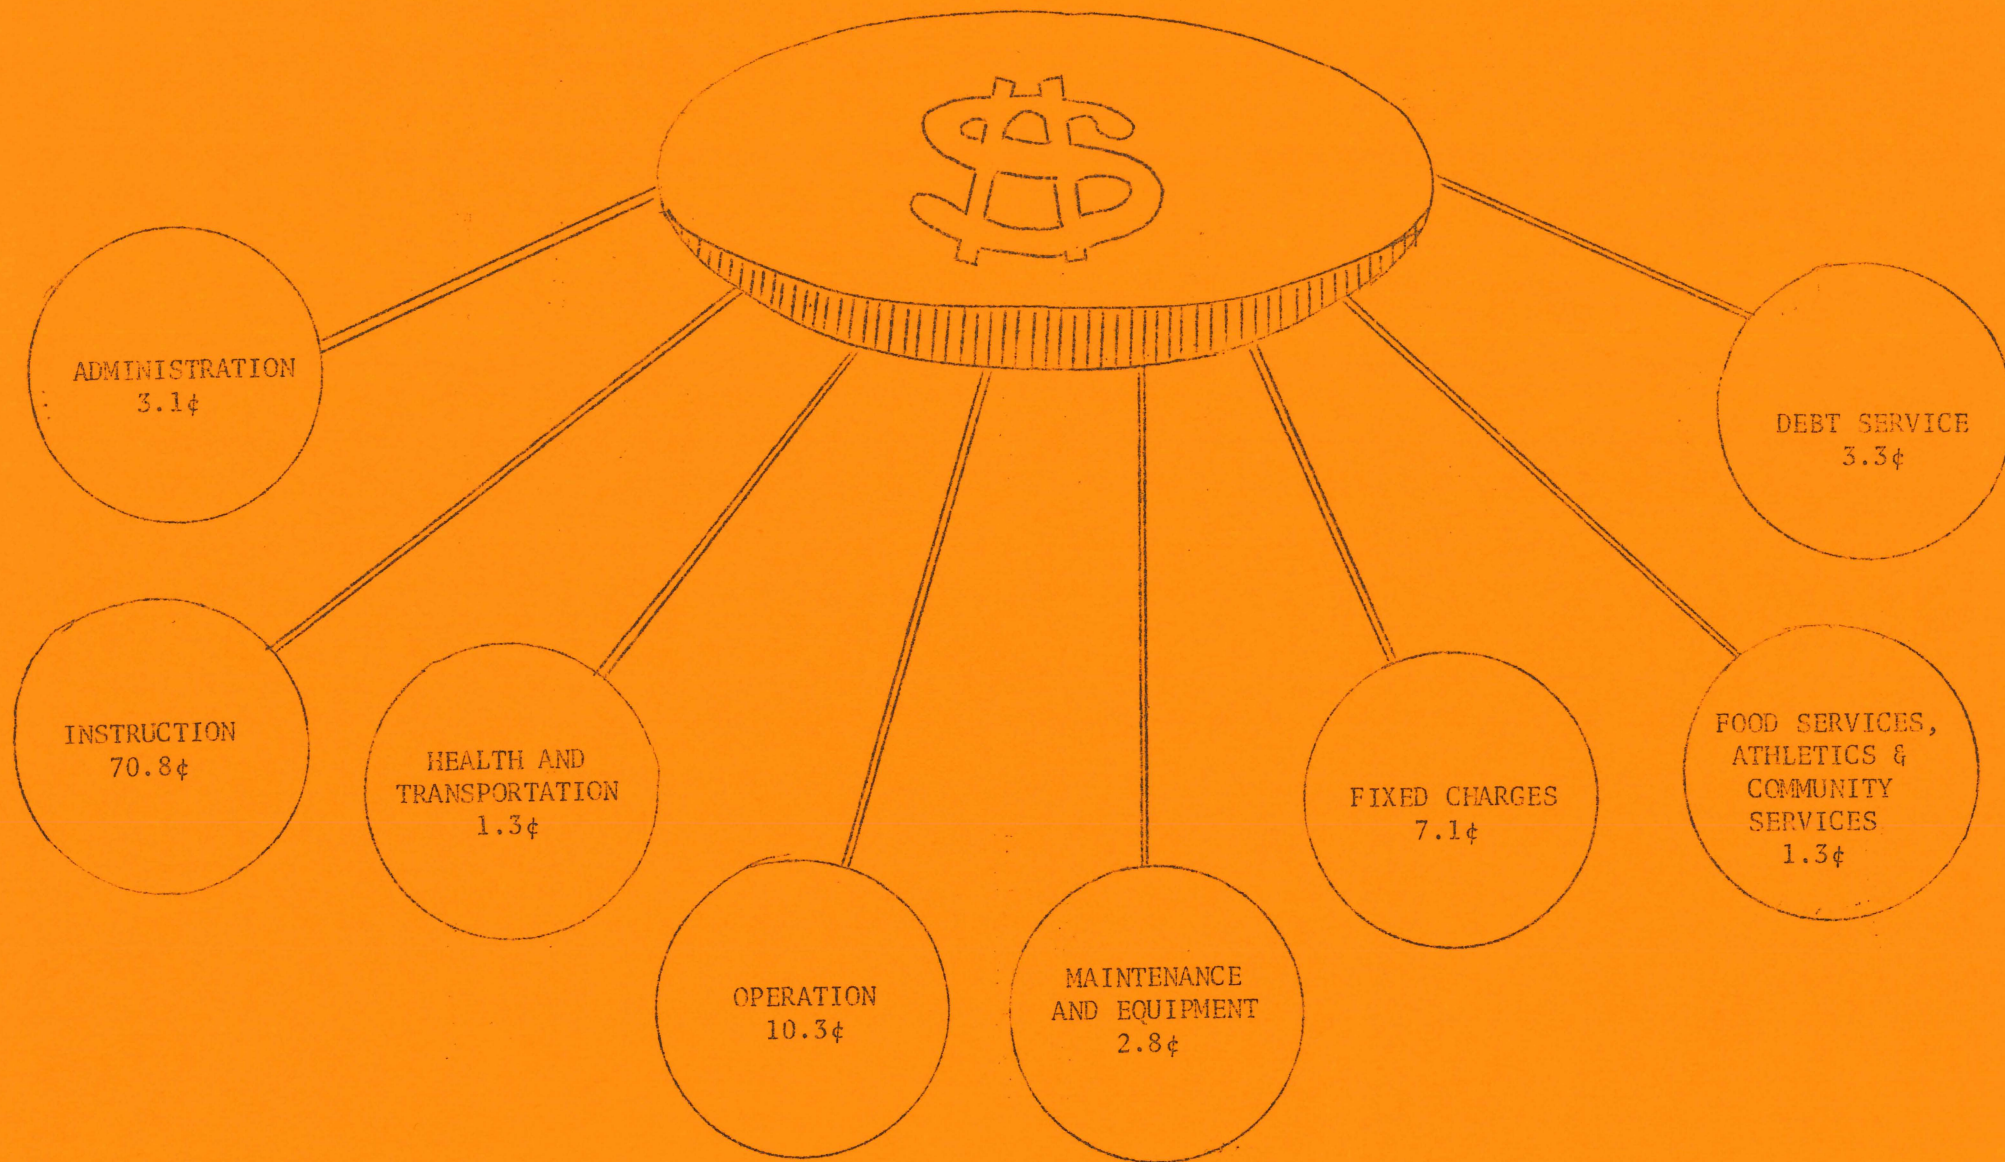 $
ADMINISTRATION
3.1¢
DEBT SERVICE
3.3¢
INSTRUCTION
70.8¢
HEALTH AND
TRANSPORTATION
1.3¢
OPERATION
10.3¢
MAINTENANCE
AND EQUIPMENT
2.8¢
FIXED CHARGES
7.1¢
FOOD SERVICES,
ATHLETICS &
COMMUNITY
SERVICES
1.3¢